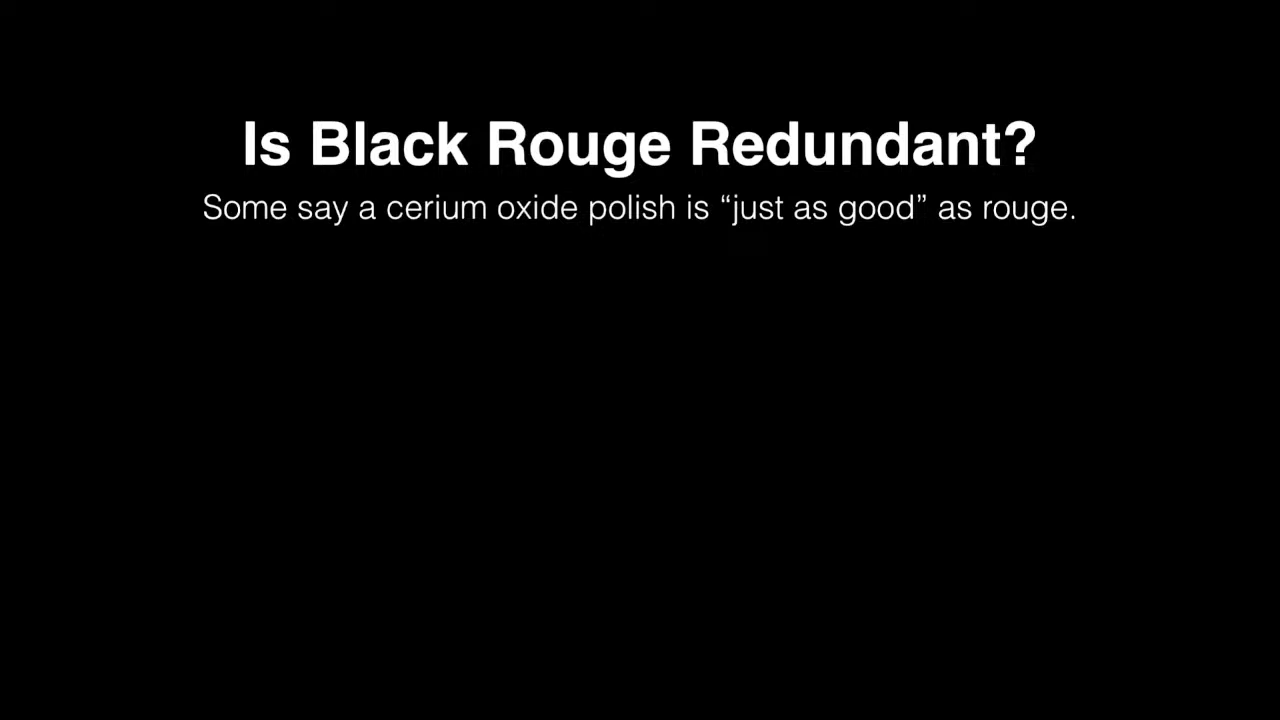 Is Black Rouge Redundant?
Some say a cerium oxide polish is “just as good” as rouge.